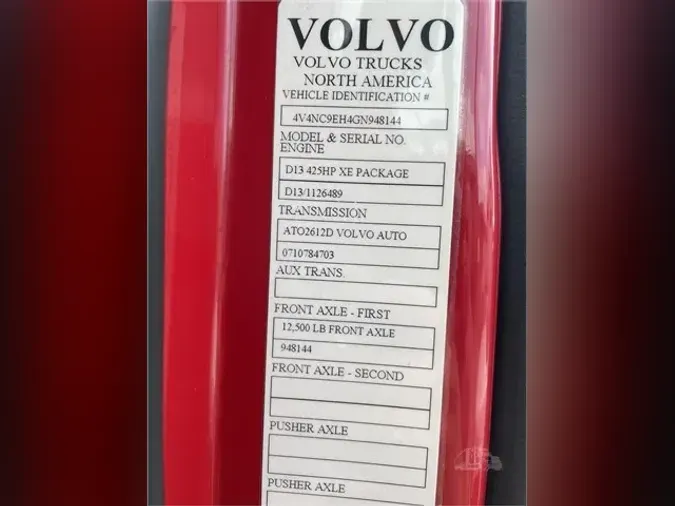 VOLVO
VOLVO TRUCKS
NORTH AMERICA
VEHICLE IDENTIFICATION #
4V4NC9EH4GN948144
MODEL & SERIAL NO.
ENGINE
D13 425HP XE PACKAGE
D13/1126489
TRANSMISSION
ATO2612D VOLVO AUTO
0710784703
AUX TRANS.
FRONT AXLE - FIRST
12,500 LB FRONT AXLE
948144
FRONT AXLE - SECOND
PUSHER AXLE
PUSHER AXLE